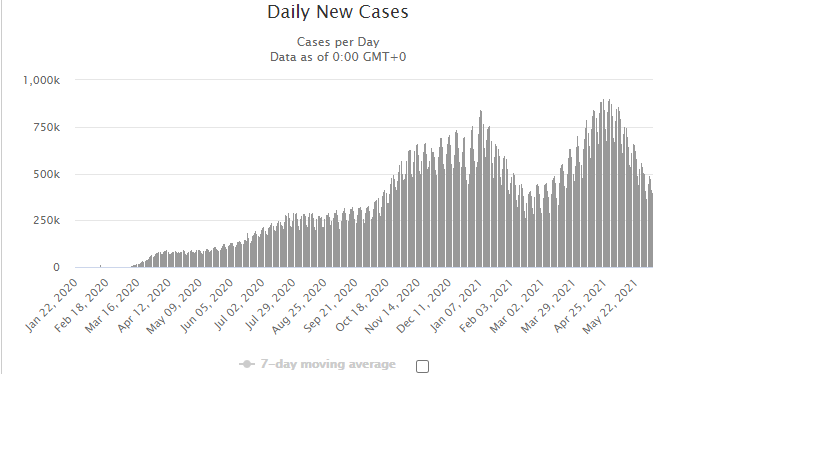 Daily New Cases
Cases per Day
Data as of 0:00 GMT+0
1,000k
750k
500k
250k
0
Jan 22, 2020
Feb 18, 2020
Mar 16, 2020
Apr 12, 2020
May 09, 2020
Jun 05, 2020
Jul 02, 2020
Jul 29, 2020
Aug 25, 2020
Sep 21, 2020
Oct 18, 2020
Nov 14, 2020
Dec 11, 2020
Jan 07, 2021
Feb 03, 2021
Mar 02, 2021
Mar 29, 2021
Apr 25, 2021
May 22, 2021
7-day moving average